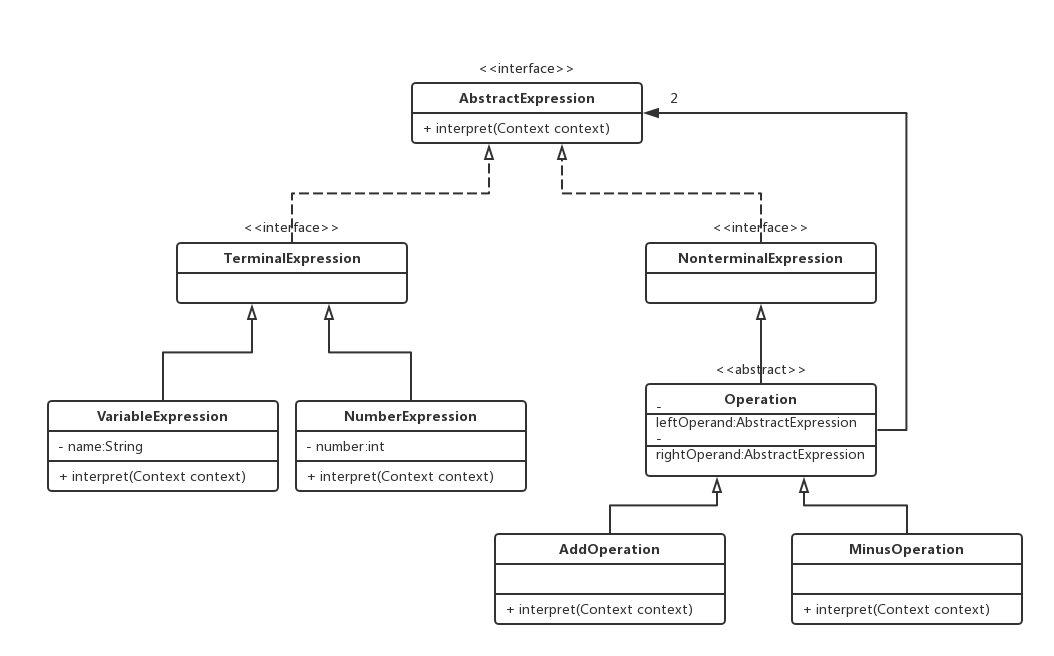 <<interface>>
AbstractExpression
2
+ interpret(Context context)
<<interface>>
<<interface>>
TerminalExpression
NonterminalExpression
<<abstract>>
Operation
-
leftOperand:AbstractExpression
-
rightOperand:AbstractExpression
VariableExpression
- name:String
+ interpret(Context context)
NumberExpression
- number:int
+ interpret(Context context)
AddOperation
+ interpret(Context context)
MinusOperation
+ interpret(Context context)